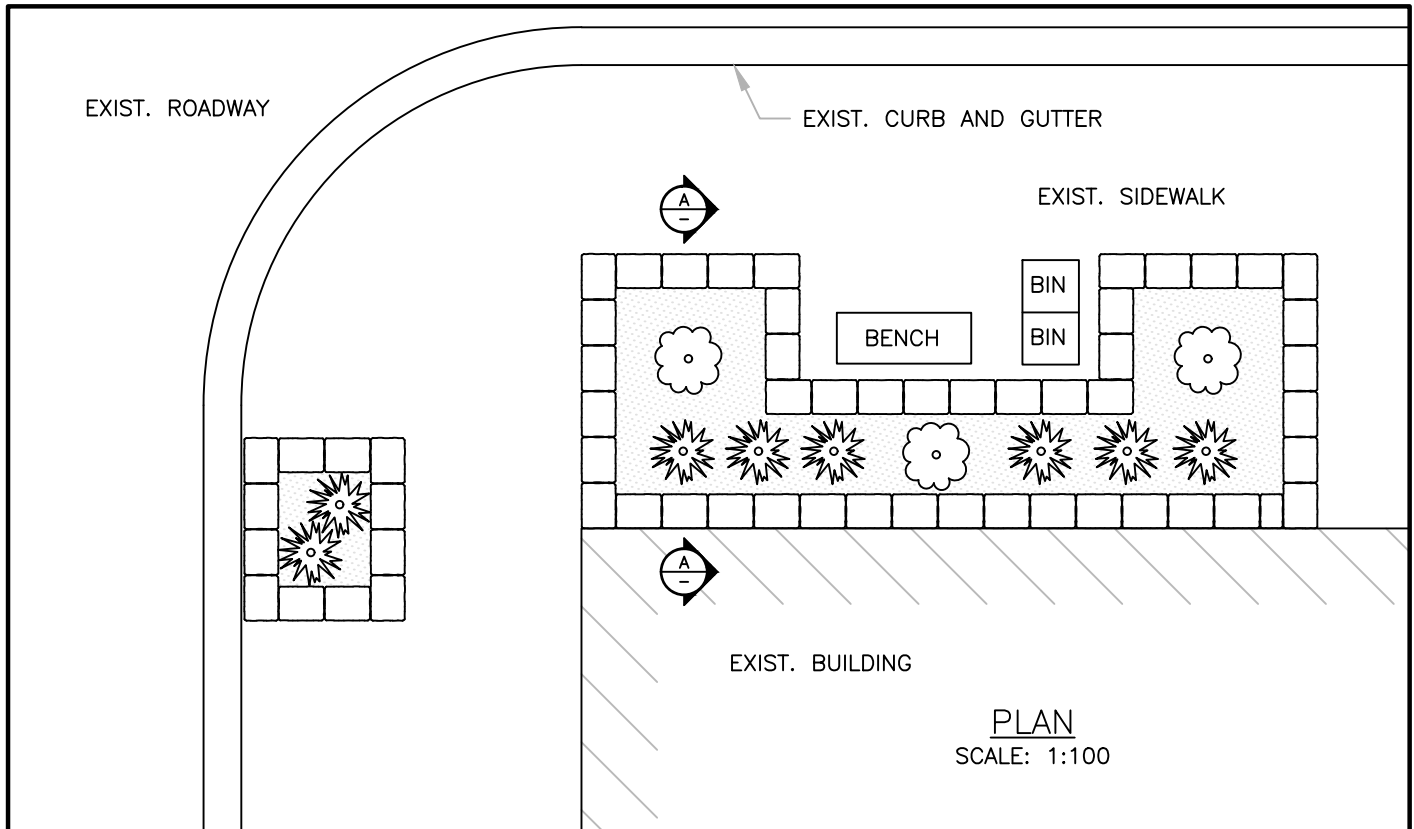 EXIST. ROADWAY
EXIST. CURB AND GUTTER
EXIST. SIDEWALK
A
–
BIN
BENCH
BIN
A
–
EXIST. BUILDING
PLAN
SCALE: 1:100